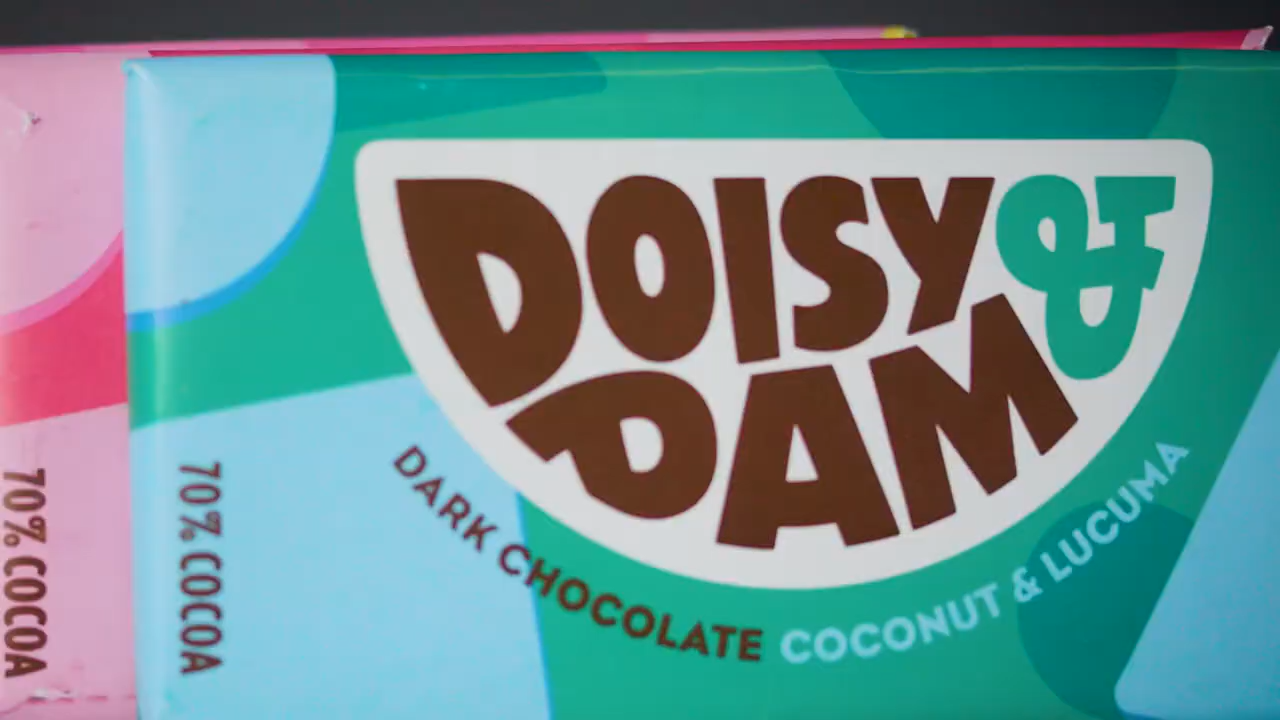 DOISY &
DAM
DARK CHOCOLATE COCONUT & LUCUMA
70% COCOA
70% COCOA